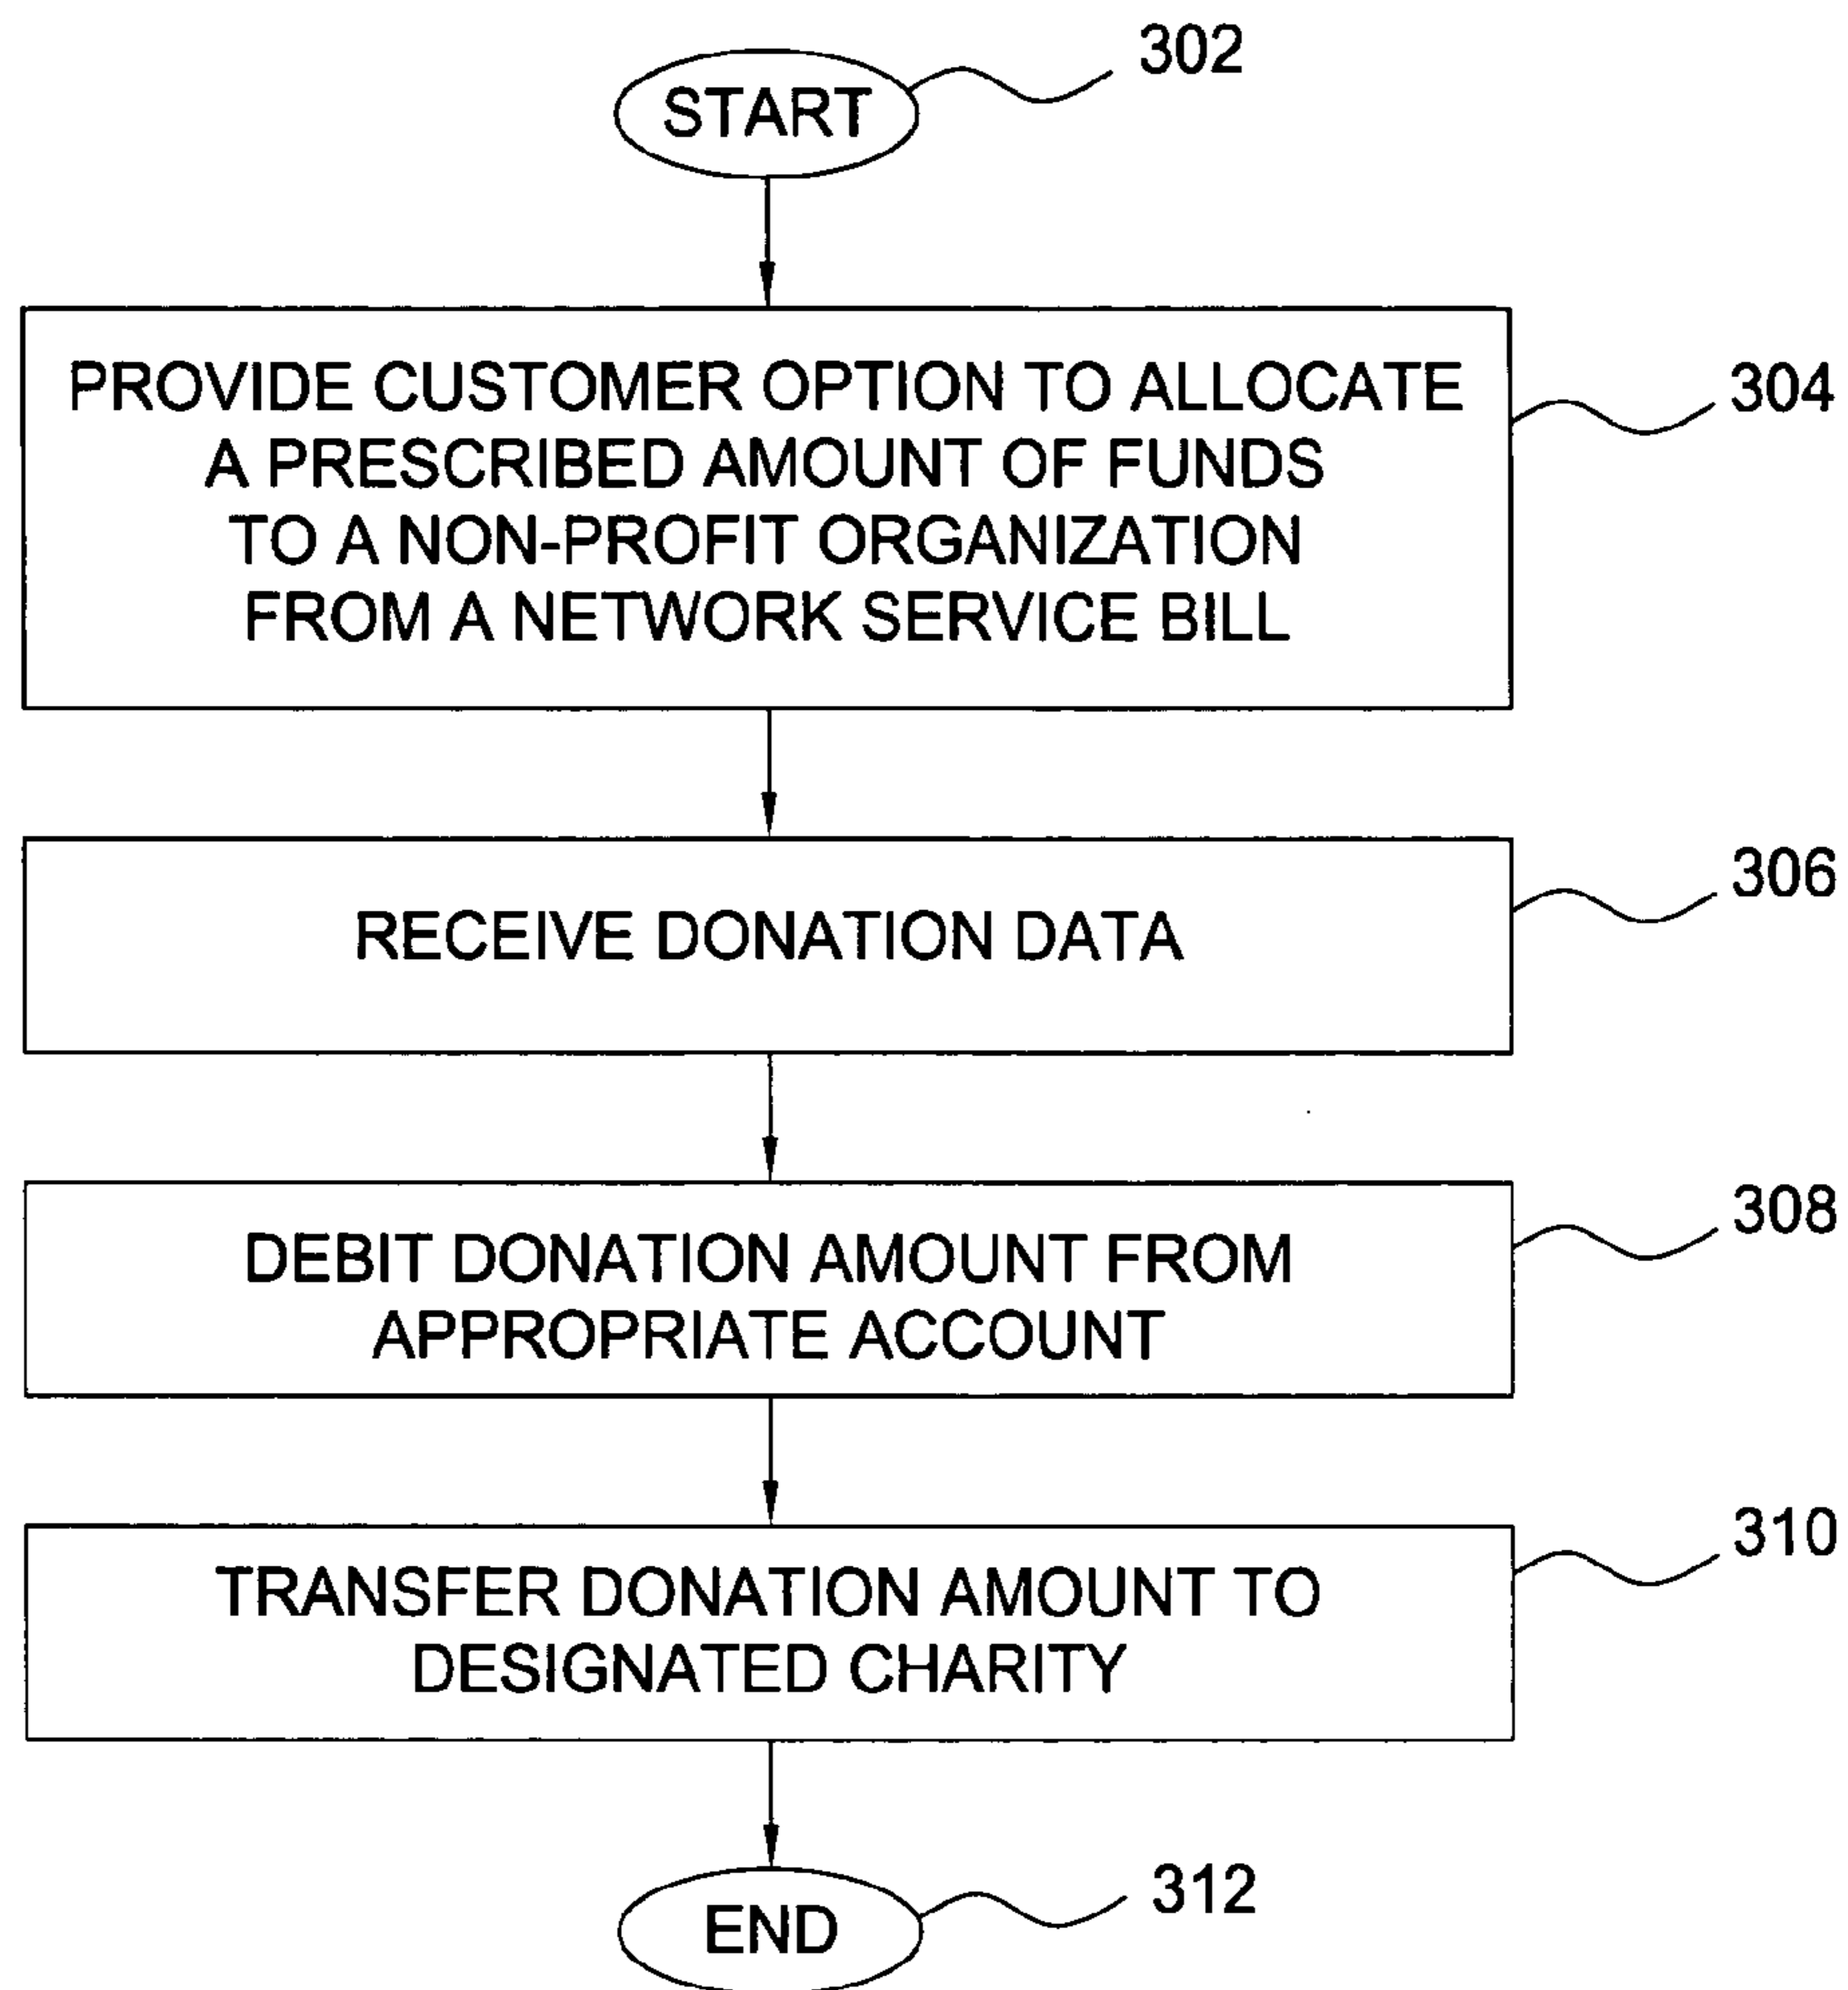 START
302
PROVIDE CUSTOMER OPTION TO ALLOCATE
A PRESCRIBED AMOUNT OF FUNDS
TO A NON-PROFIT ORGANIZATION
FROM A NETWORK SERVICE BILL
304
RECEIVE DONATION DATA
306
DEBIT DONATION AMOUNT FROM
APPROPRIATE ACCOUNT
308
TRANSFER DONATION AMOUNT TO
DESIGNATED CHARITY
310
END
312